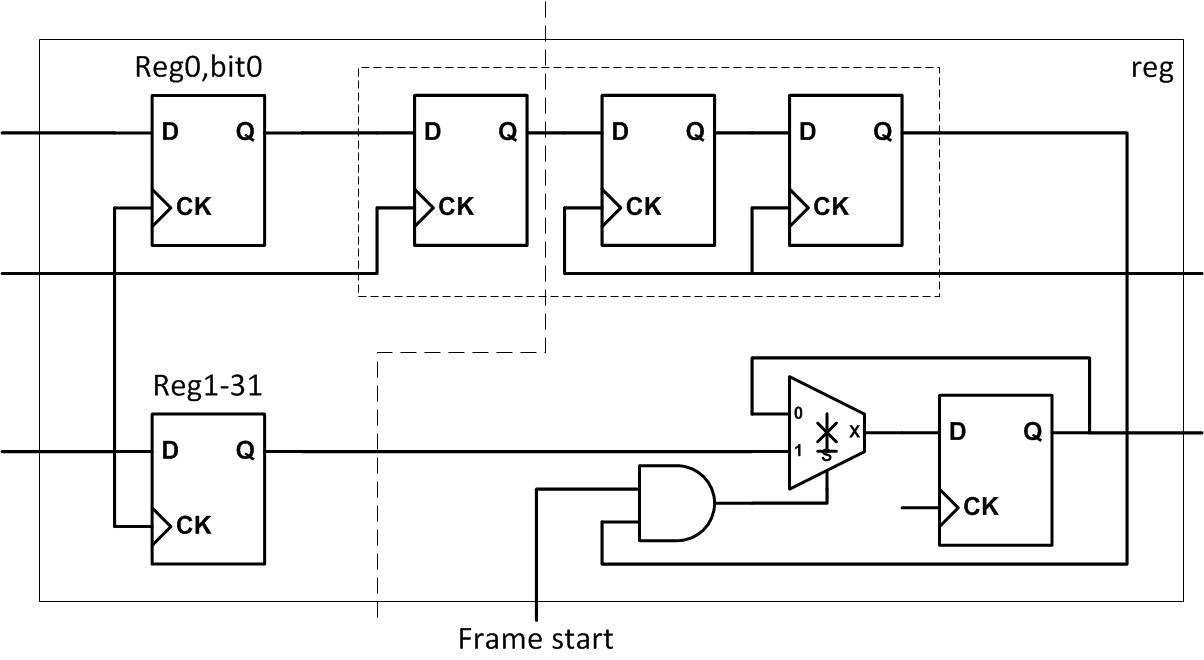 Reg0,bit0
reg
D Q
CK
D Q
CK
D Q
CK
D Q
CK
Reg1-31
D Q
CK
0
1
S
X
D Q
CK
Frame start